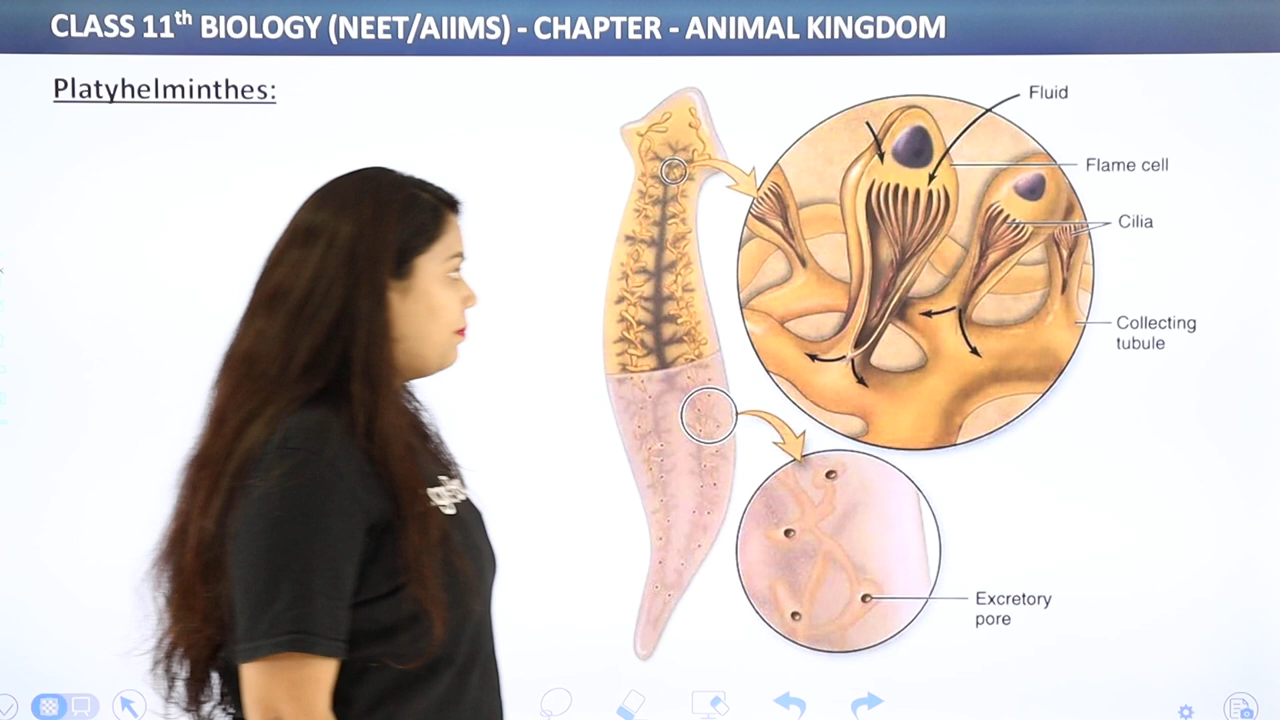 CLASS 11th BIOLOGY (NEET/AIIMS) - CHAPTER - ANIMAL KINGDOM
Platyhelminthes:
Fluid
Flame cell
Cilia
Collecting
tubule
Excretory
pore